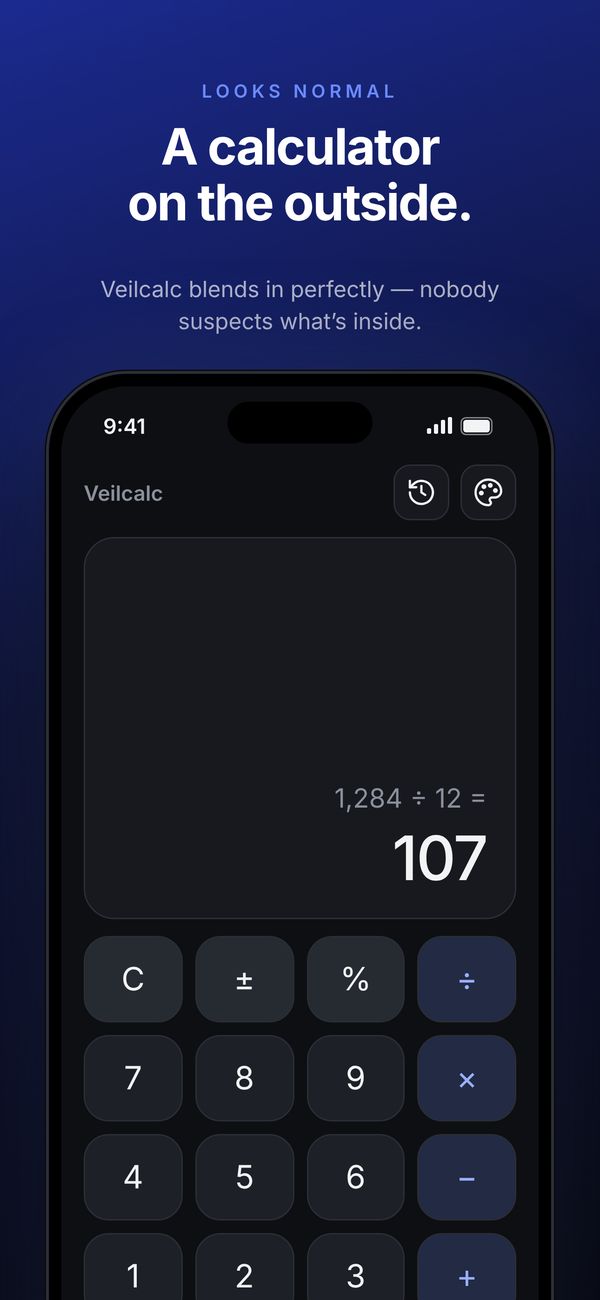 LOOKS NORMAL
A calculator
on the outside.
Veilcalc blends in perfectly — nobody
suspects what’s inside.
9:41
Veilcalc
1,284 ÷ 12 =
107
C ± % ÷
7 8 9 ×
4 5 6 −
1 2 3 +